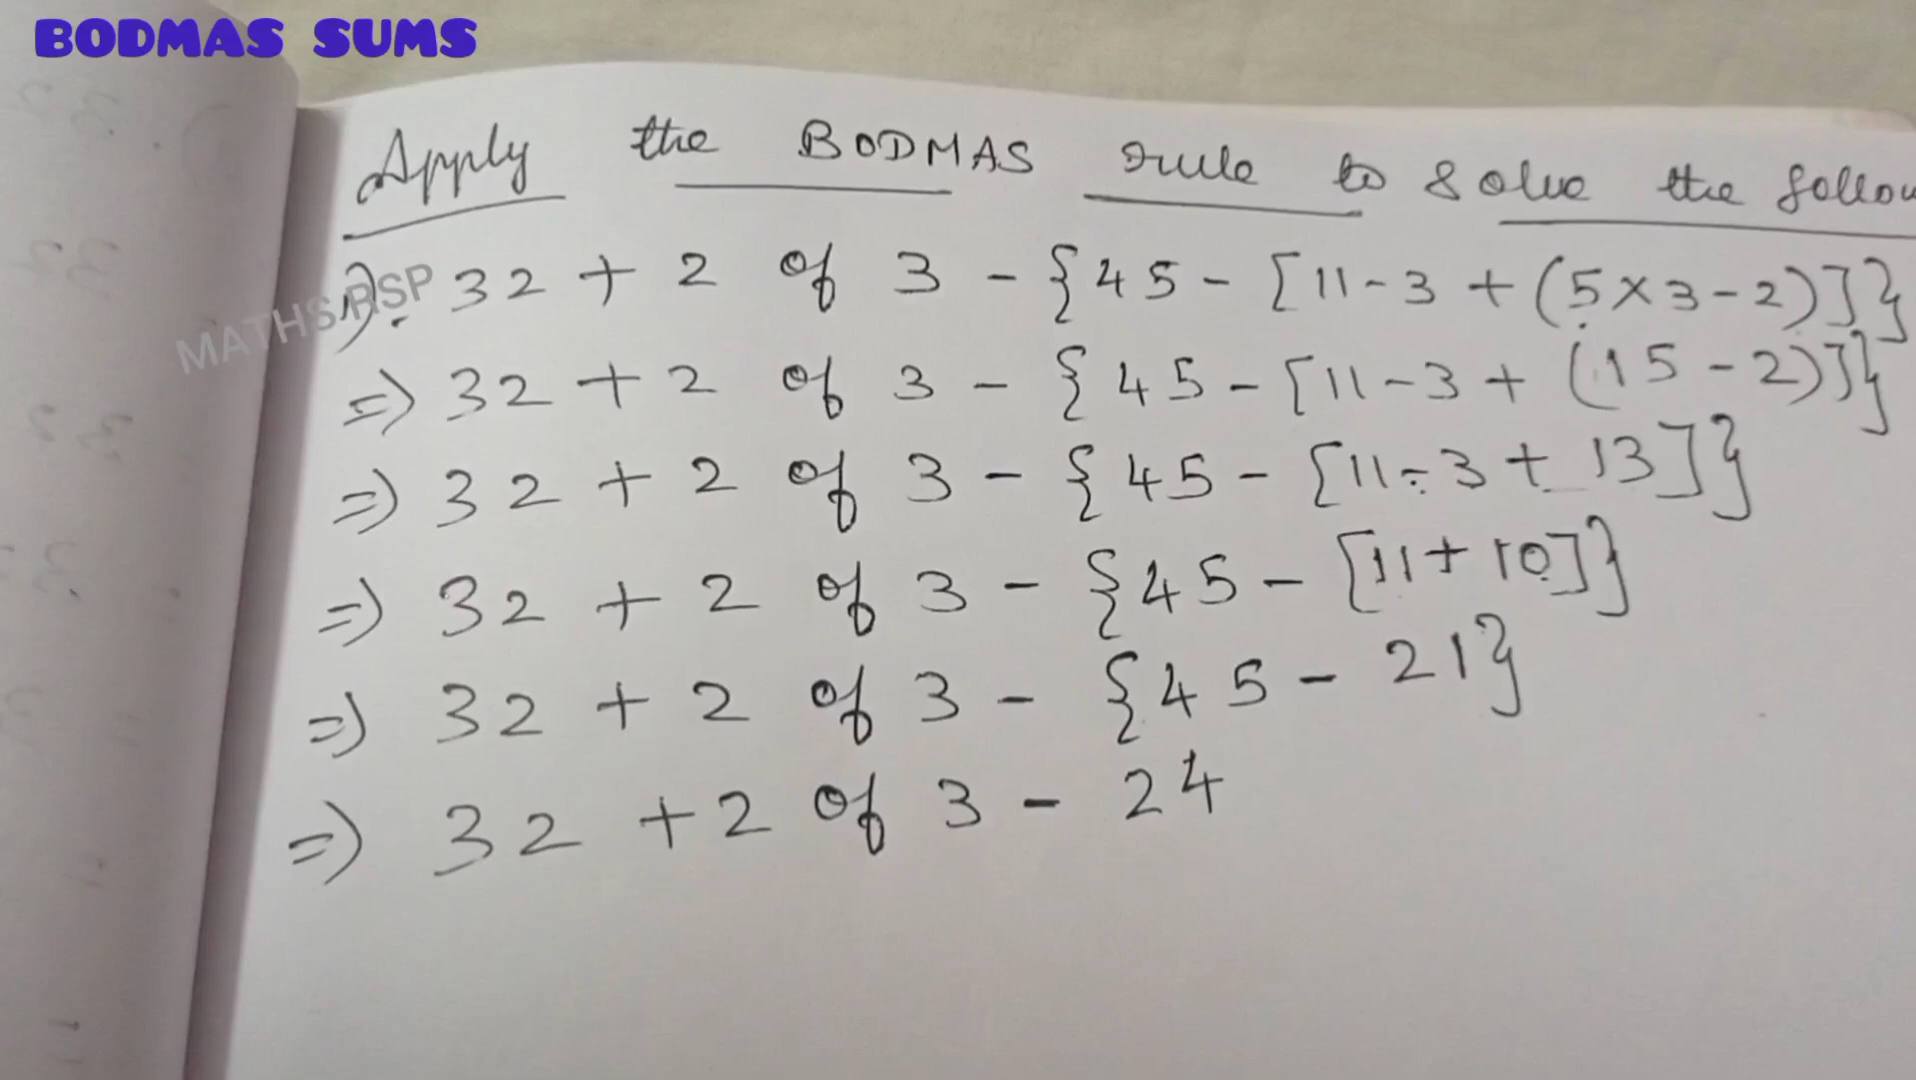 BODMAS SUMS
Apply the BODMAS rule to solve the
MATHS RSP
1). 32 + 2 of 3 - {45 - [11 - 3 + (5 × 3 - 2)]}
=> 32 + 2 of 3 - {45 - [11 - 3 + (15 - 2)]}
=> 32 + 2 of 3 - {45 - [11 - 3 + 13]}
=> 32 + 2 of 3 - {45 - [11 + 10]}
=> 32 + 2 of 3 - {45 - 21}
=> 32 + 2 of 3 - 24